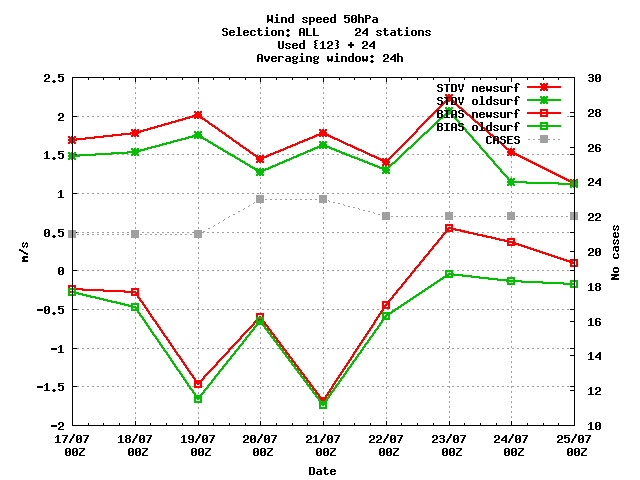 Wind speed 50hPa
Selection: ALL     24 stations
Used {12} + 24
Averaging window: 24h
2.5
2
1.5
1
0.5
0
-0.5
-1
-1.5
-2
m/s
30
28
26
24
22
20
18
16
14
12
10
No cases
STDV newsurf
STDV oldsurf
BIAS newsurf
BIAS oldsurf
CASES
17/07 18/07 19/07 20/07 21/07 22/07 23/07 24/07 25/07
00Z 00Z 00Z 00Z 00Z 00Z 00Z 00Z 00Z
Date